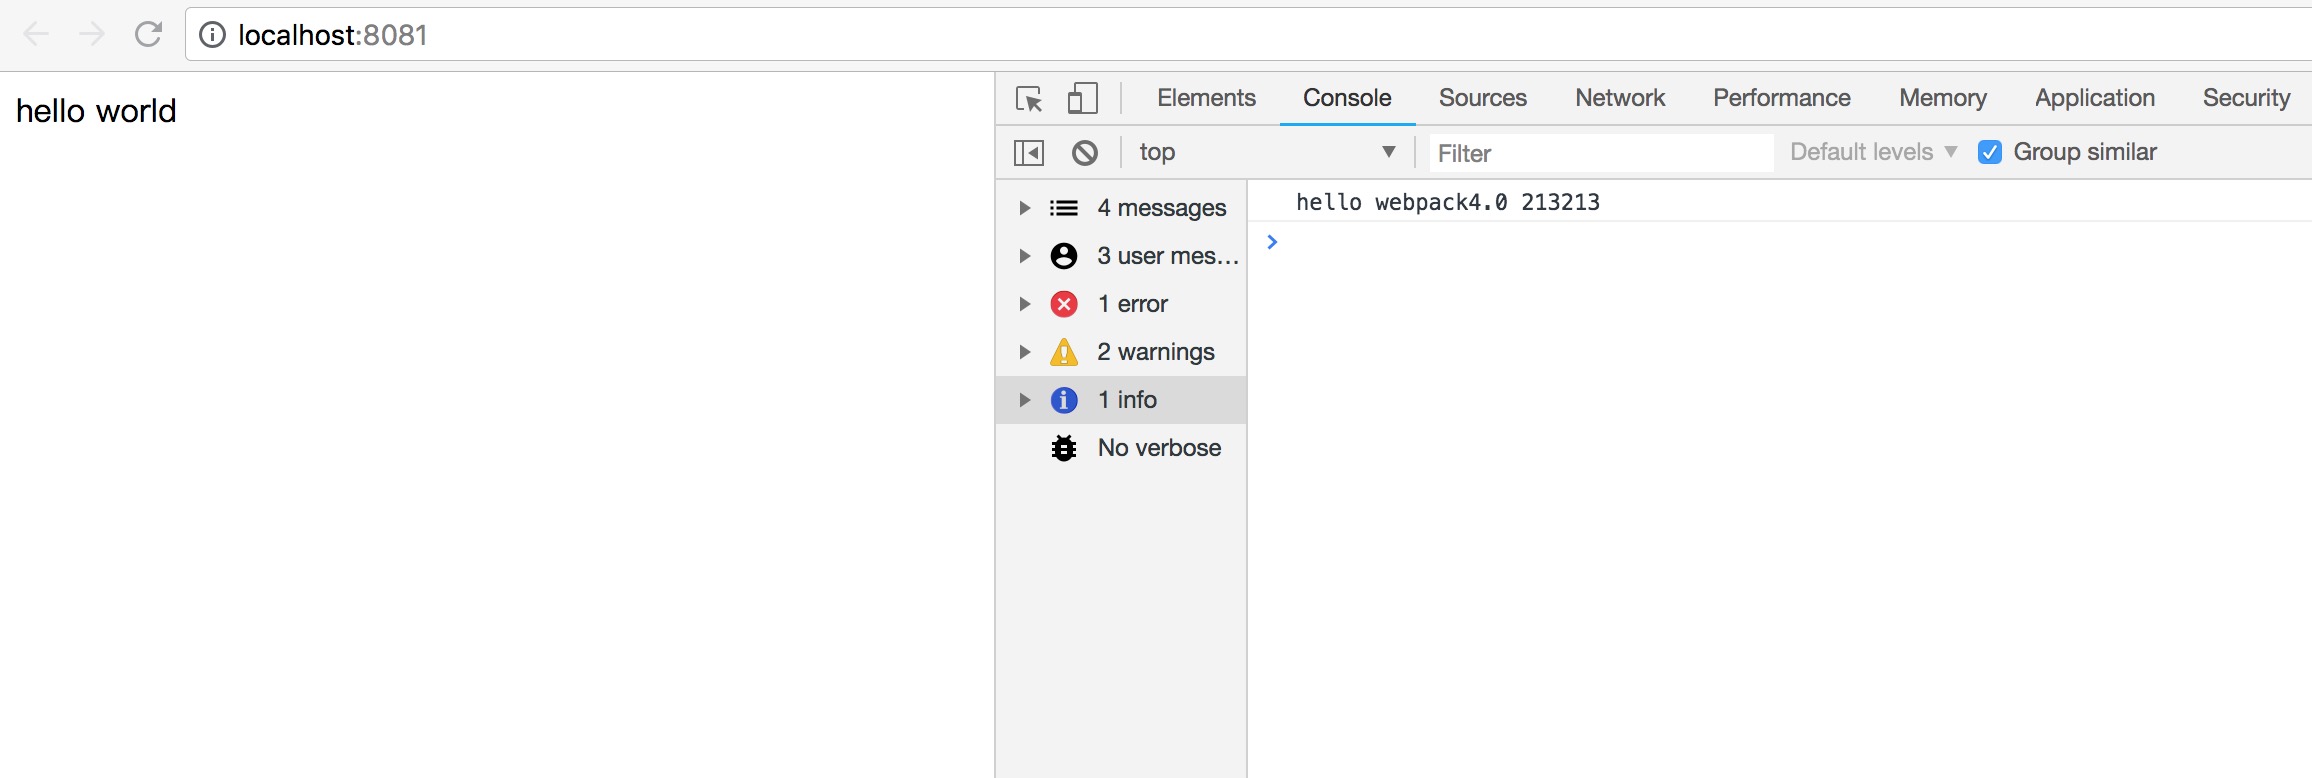 localhost:8081
hello world
Elements Console Sources Network Performance Memory Application Security
top Filter Default levels Group similar
4 messages
3 user mes…
1 error
2 warnings
1 info
No verbose
hello webpack4.0 213213